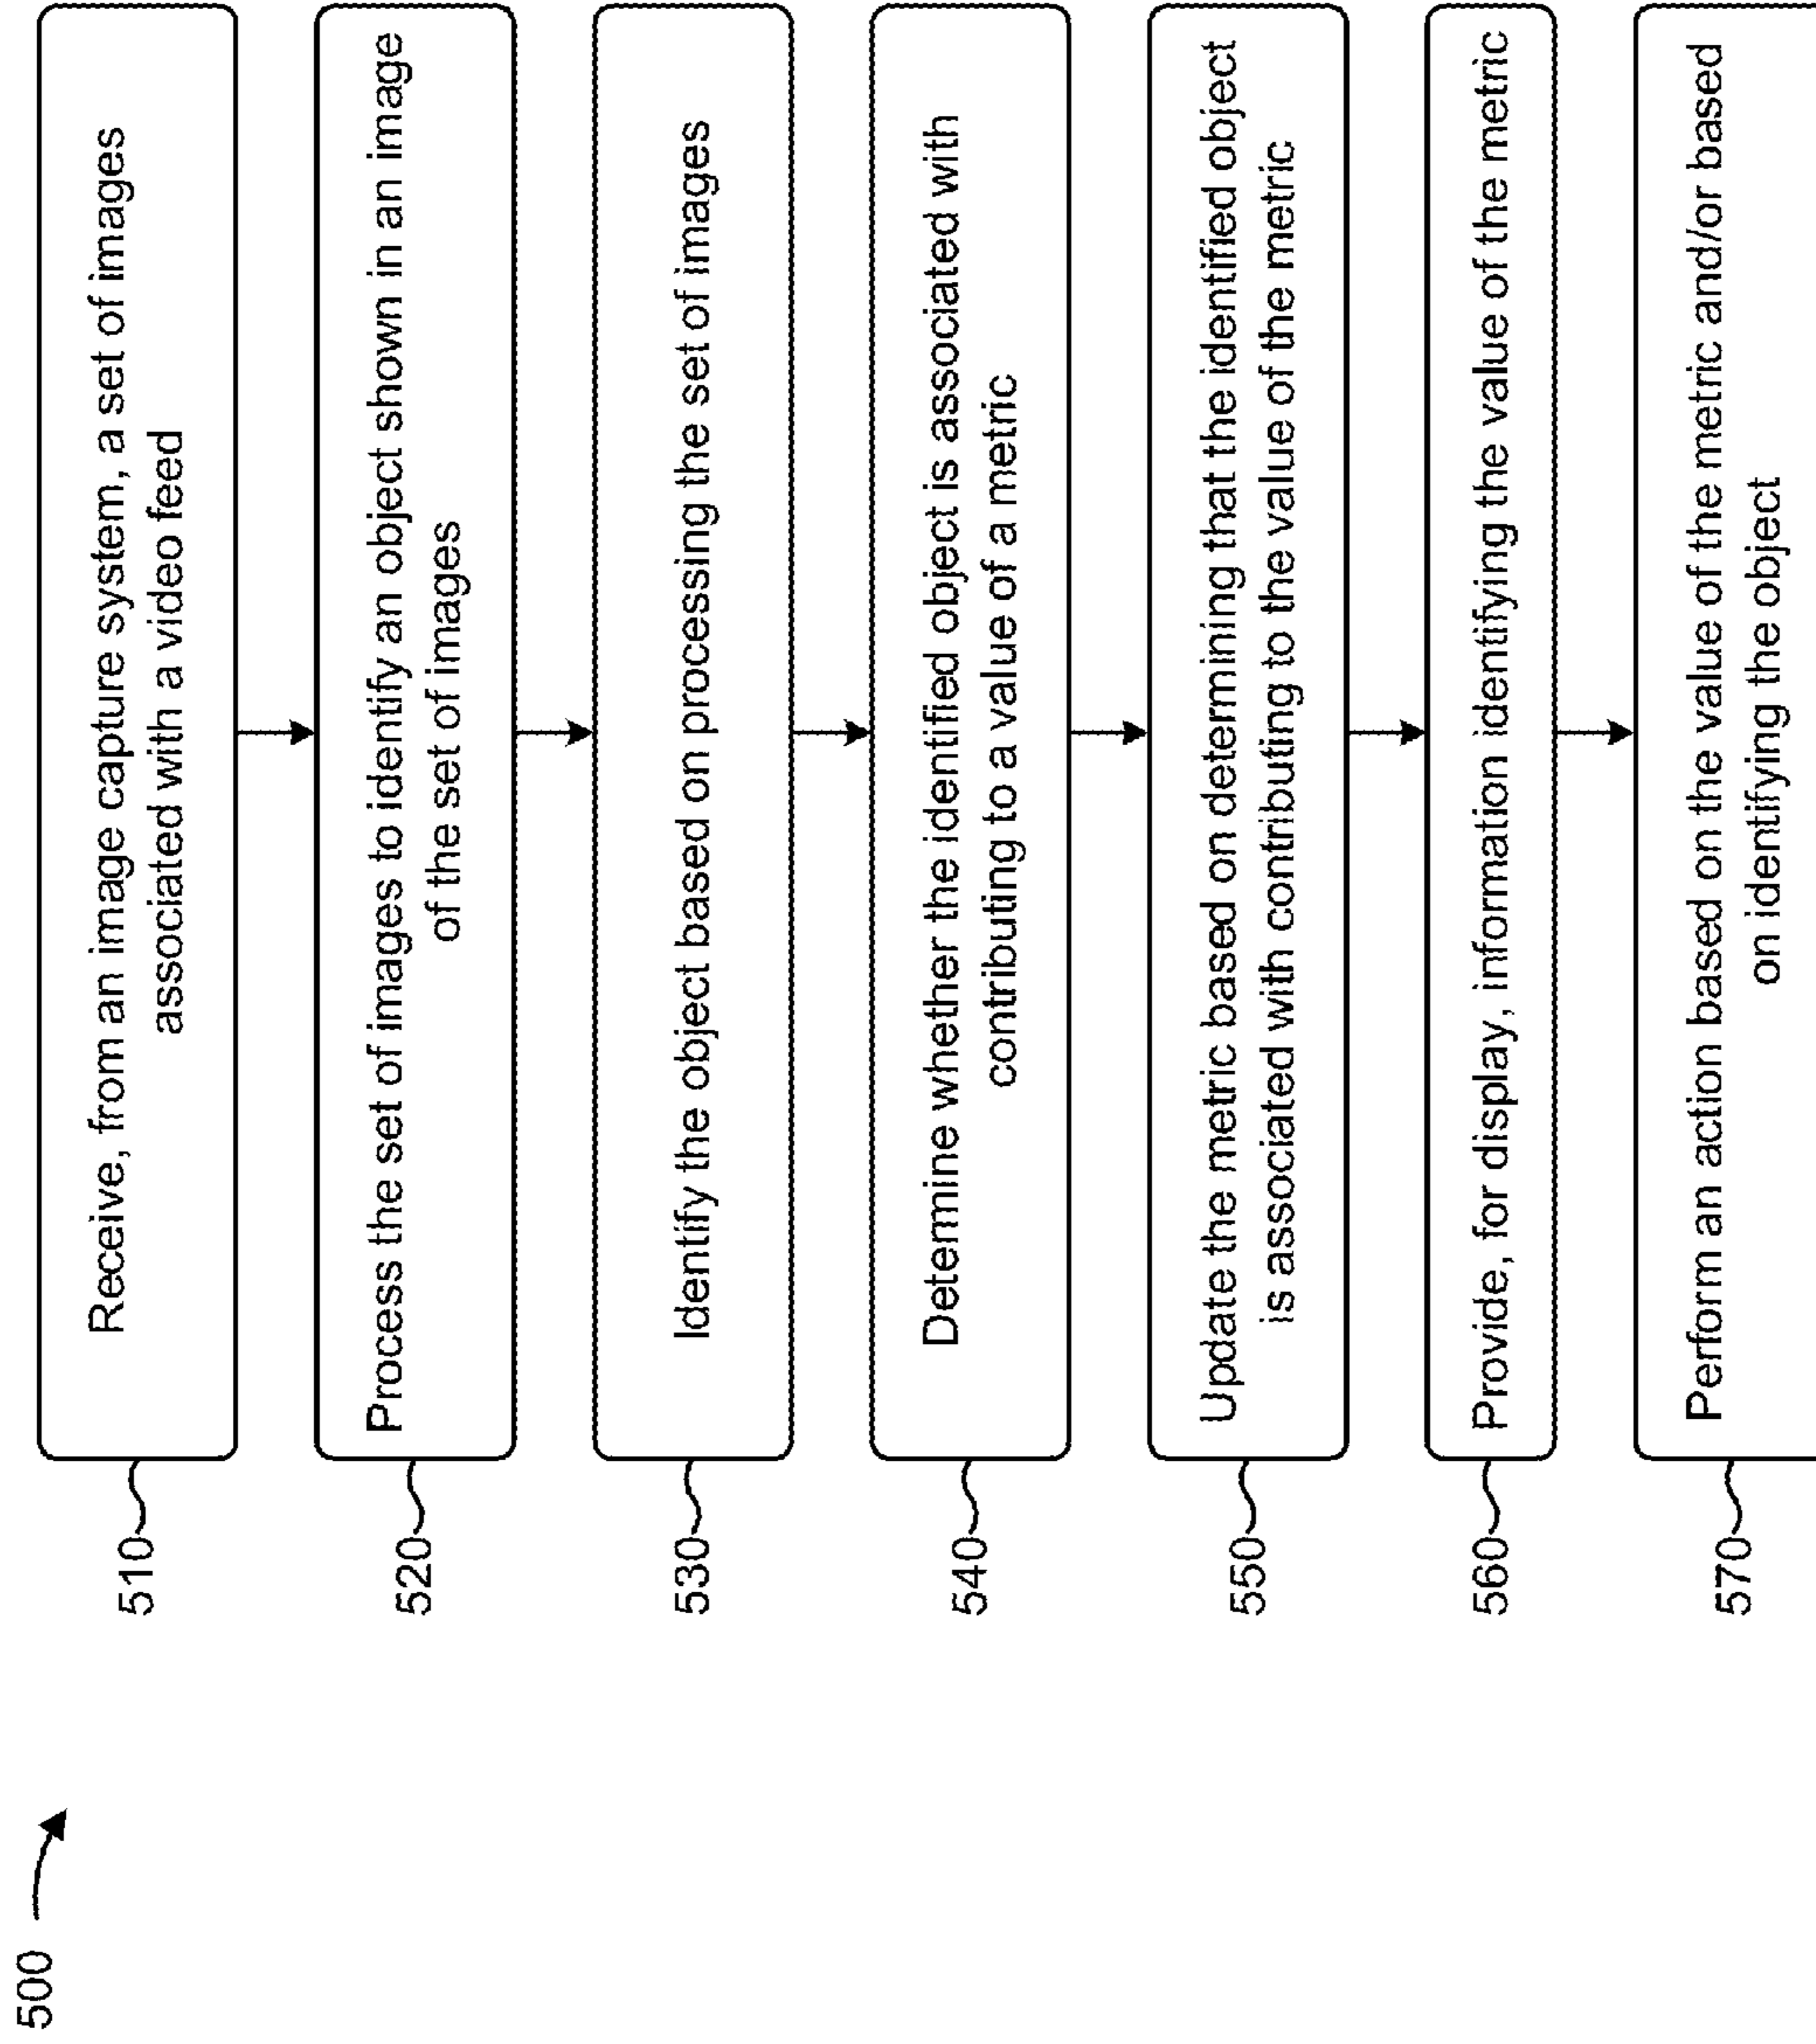 500
510
Receive, from an image capture system, a set of images
associated with a video feed
520
Process the set of images to identify an object shown in an image
of the set of images
530
Identify the object based on processing the set of images
540
Determine whether the identified object is associated with
contributing to a value of a metric
550
Update the metric based on determining that the identified object
is associated with contributing to the value of the metric
560
Provide, for display, information identifying the value of the metric
570
Perform an action based on the value of the metric and/or based
on identifying the object